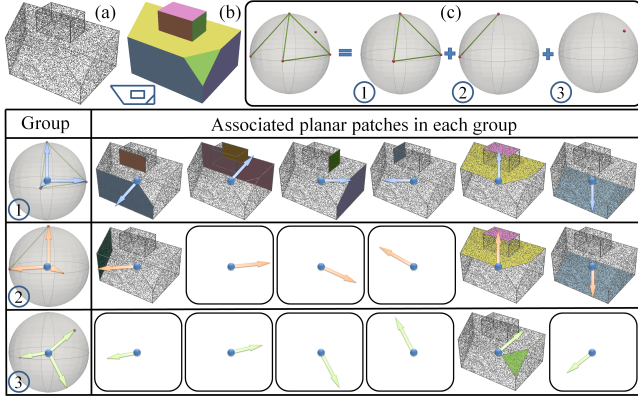 (a)
(b)
(c)
=
1
+
2
+
3
Group
Associated planar patches in each group
1
2
3